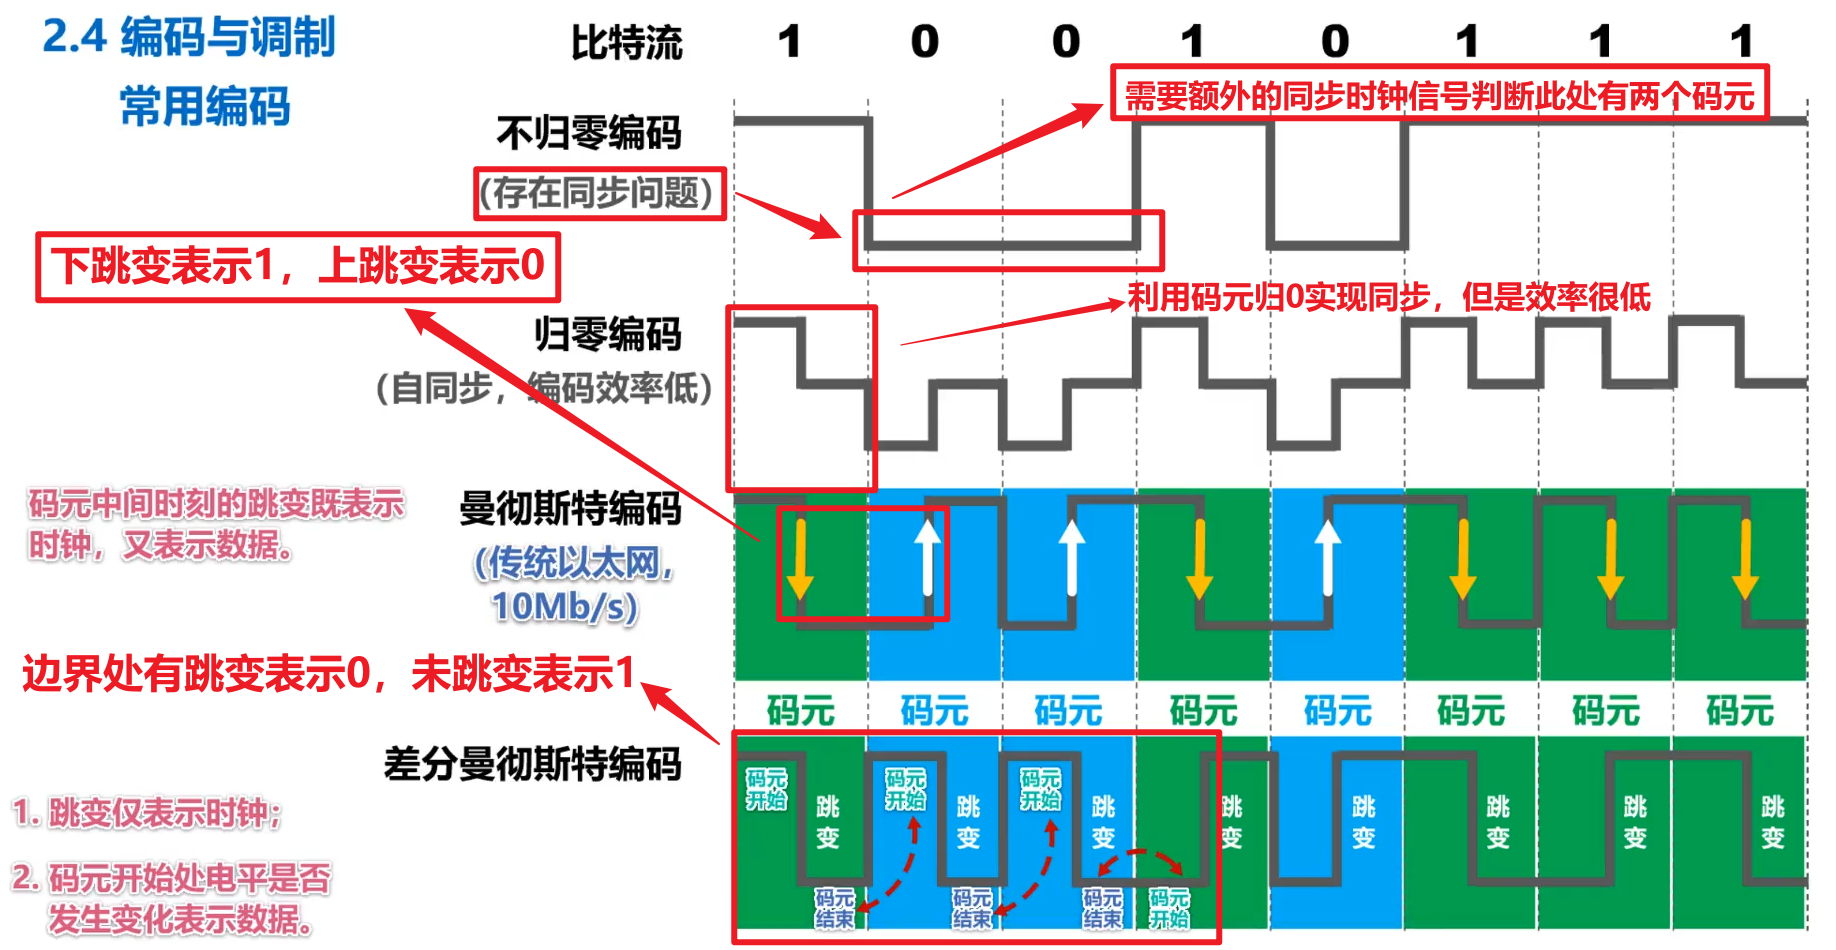 2.4 编码与调制
常用编码
比特流 1 0 0 1 0 1 1 1
需要额外的同步时钟信号判断此处有两个码元
不归零编码
(存在同步问题)
下跳变表示1，上跳变表示0
利用码元归0实现同步，但是效率很低
归零编码
(自同步，编码效率低)
码元中间时刻的跳变既表示
时钟，又表示数据。
曼彻斯特编码
(传统以太网，
10Mb/s)
边界处有跳变表示0，未跳变表示1
码元 码元 码元 码元 码元 码元 码元 码元
差分曼彻斯特编码
码元 码元 码元
开始 开始 开始
跳 跳 跳 跳 跳 跳 跳 跳
变 变 变 变 变 变 变 变
1. 跳变仅表示时钟；
2. 码元开始处电平是否
发生变化表示数据。
码元 码元 码元 码元
结束 结束 结束 开始